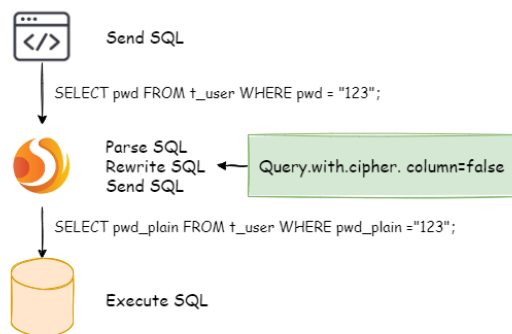 Send SQL
SELECT pwd FROM t_user WHERE pwd = "123";
Parse SQL
Rewrite SQL
Send SQL
Query.with.cipher. column=false
SELECT pwd_plain FROM t_user WHERE pwd_plain ="123";
Execute SQL